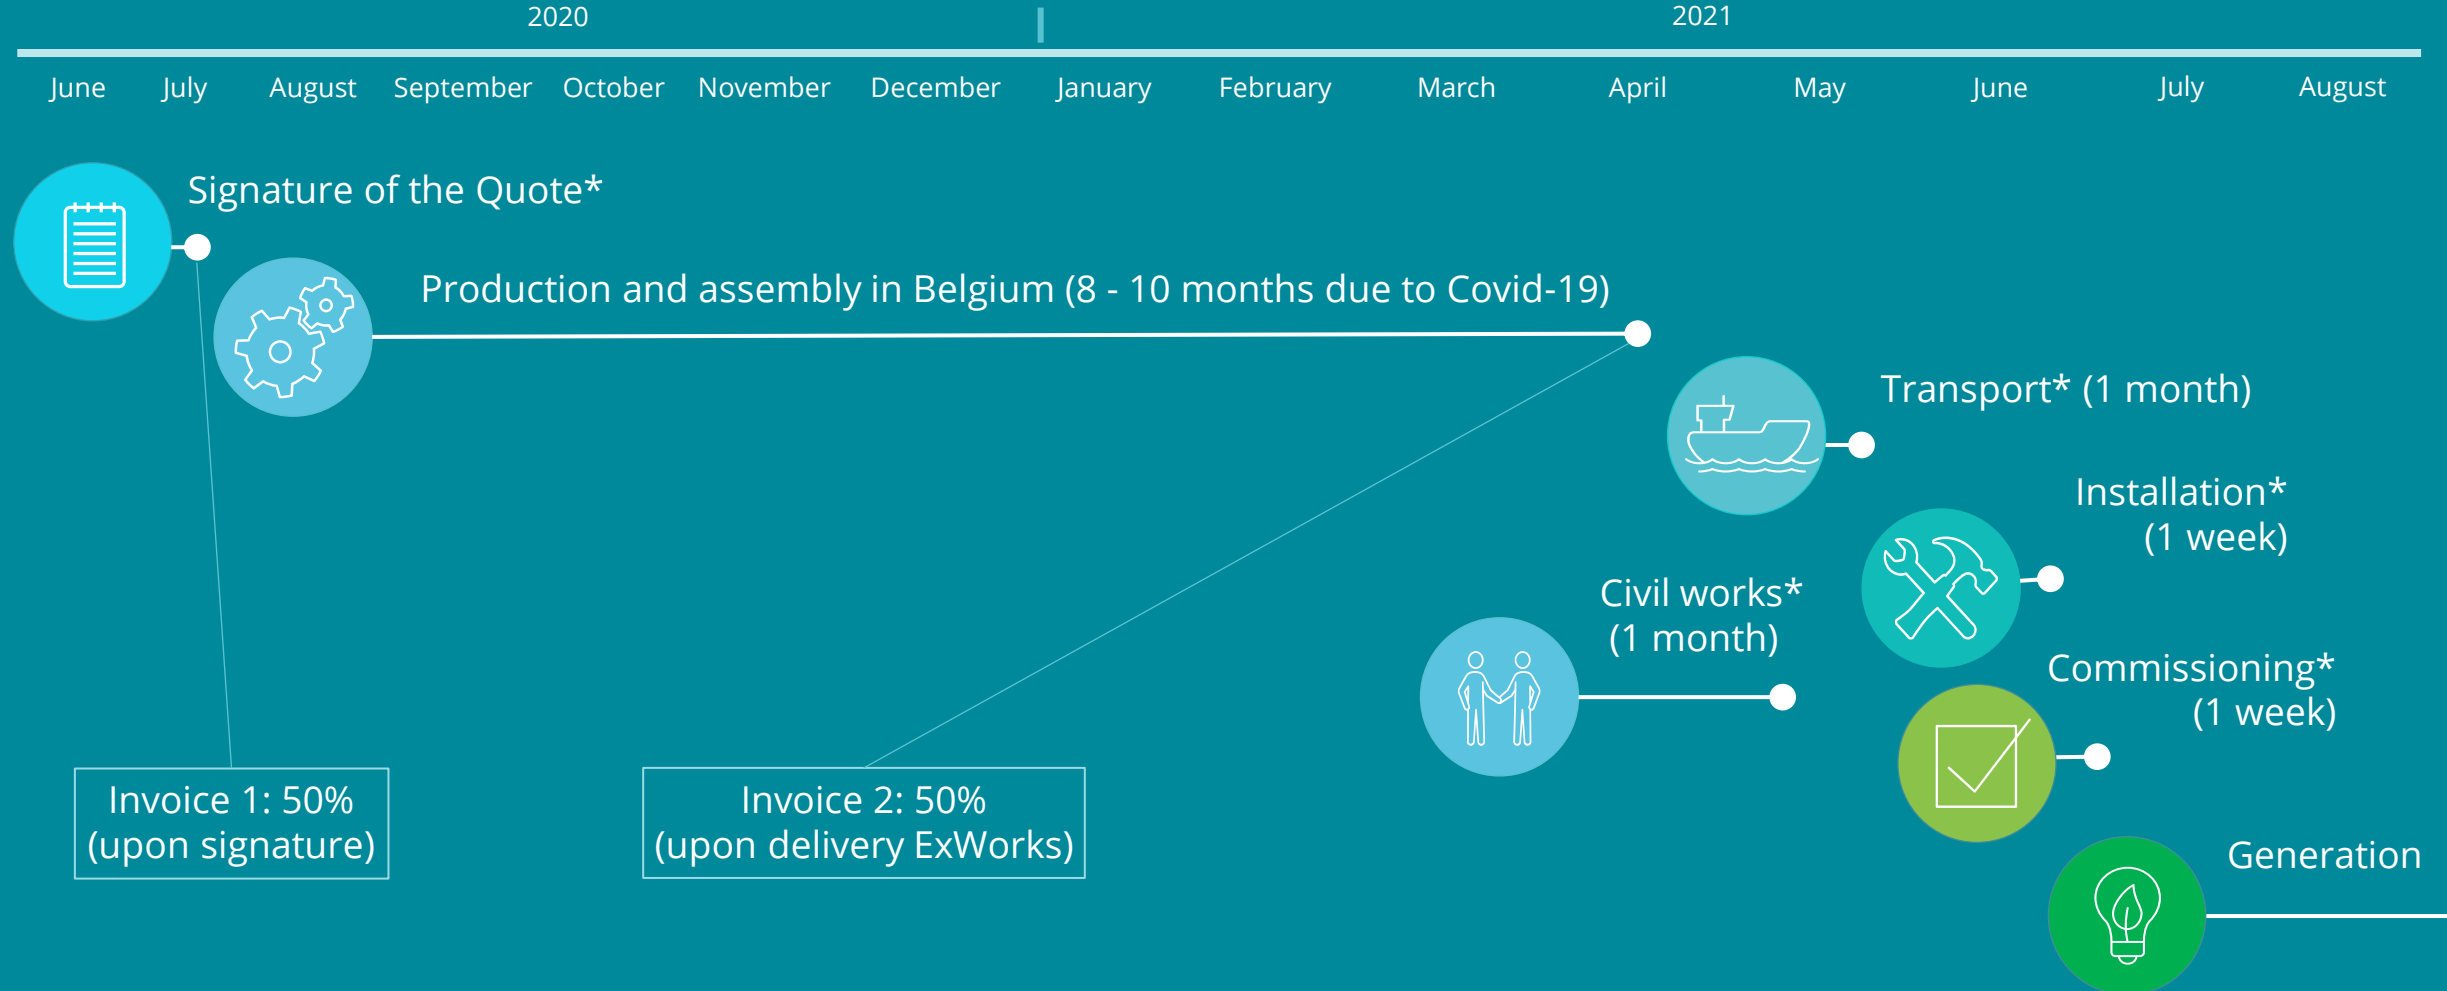 2020
2021
June July August September October November December January February March April May June July August
Signature of the Quote*
Production and assembly in Belgium (8 - 10 months due to Covid-19)
Transport* (1 month)
Installation*
(1 week)
Civil works*
(1 month)
Commissioning*
(1 week)
Invoice 1: 50%
(upon signature)
Invoice 2: 50%
(upon delivery ExWorks)
Generation